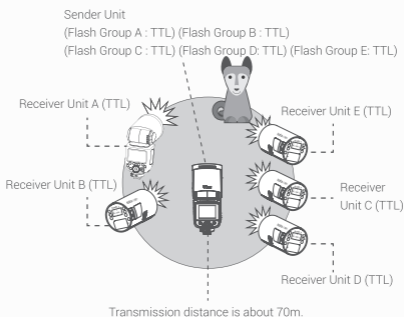 Sender Unit
(Flash Group A : TTL) (Flash Group B : TTL)
(Flash Group C : TTL) (Flash Group D: TTL) (Flash Group E: TTL)
Receiver Unit A (TTL)
Receiver Unit E (TTL)
Receiver Unit B (TTL)
Receiver
Unit C (TTL)
Receiver Unit D (TTL)
Transmission distance is about 70m.